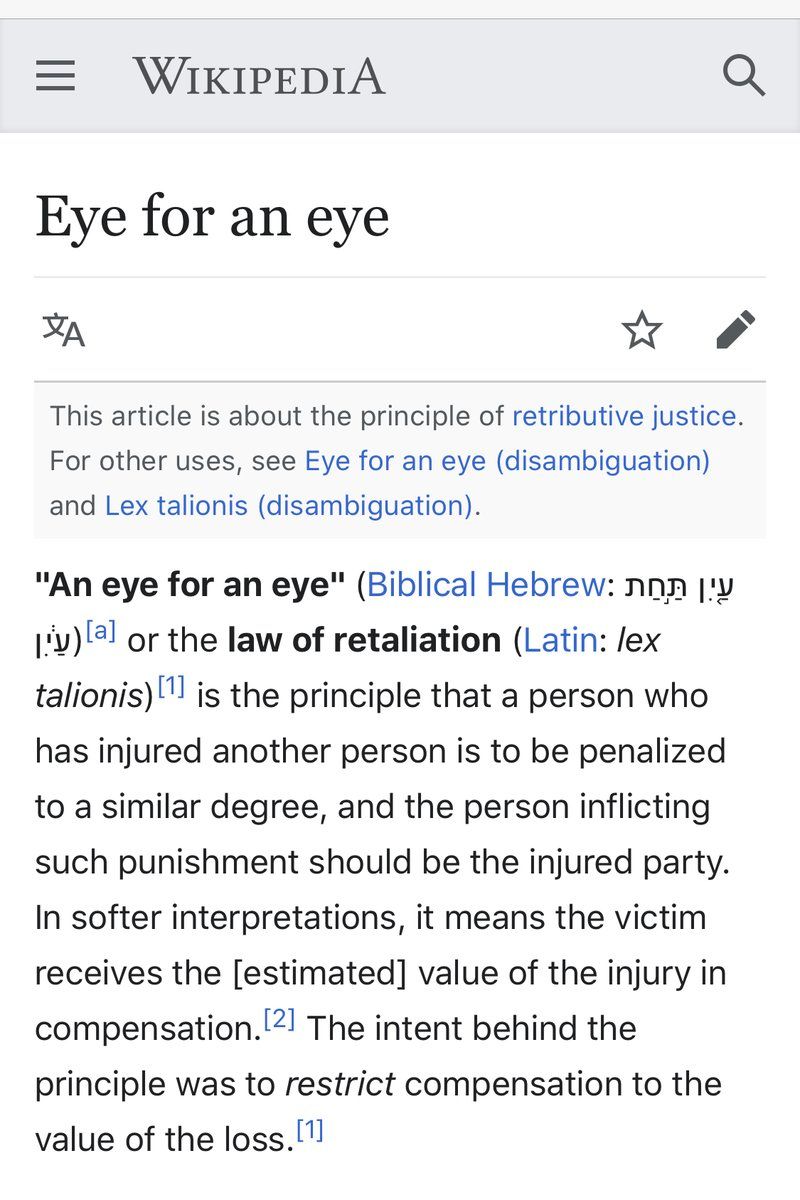 WIKIPEDIA
Eye for an eye
This article is about the principle of retributive justice.
For other uses, see Eye for an eye (disambiguation)
and Lex talionis (disambiguation).
"An eye for an eye" (Biblical Hebrew: עַ֚יִן תַּ֣חַת
עַ֔יִן)[a] or the law of retaliation (Latin: lex
talionis)[1] is the principle that a person who
has injured another person is to be penalized
to a similar degree, and the person inflicting
such punishment should be the injured party.
In softer interpretations, it means the victim
receives the [estimated] value of the injury in
compensation.[2] The intent behind the
principle was to restrict compensation to the
value of the loss.[1]